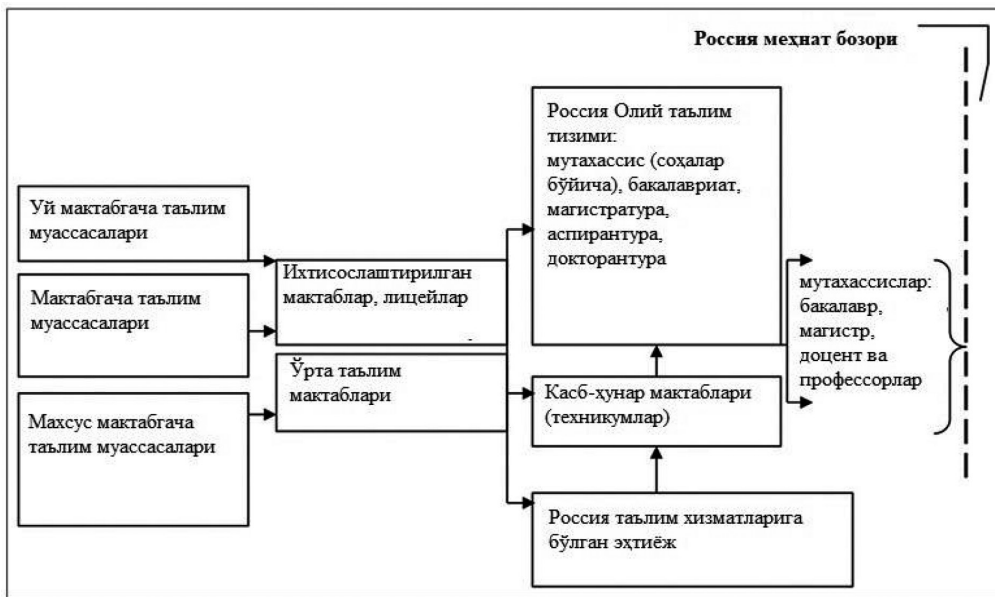 Россия меҳнат бозори
Уй мактабгача таълим
муассасалари
Мактабгача таълим
муассасалари
Махсус мактабгача
таълим муассасалари
Ихтисослаштирилган
мактаблар, лицейлар
Ўрта таълим
мактаблари
Россия Олий таълим
тизими:
мутахассис (соҳалар
бўйича), бакалавриат,
магистратура,
аспирантура,
докторантура
Касб-ҳунар мактаблари
(техникумлар)
Россия таълим хизматларига
бўлган эҳтиёж
мутахассислар:
бакалавр,
магистр,
доцент ва
профессорлар